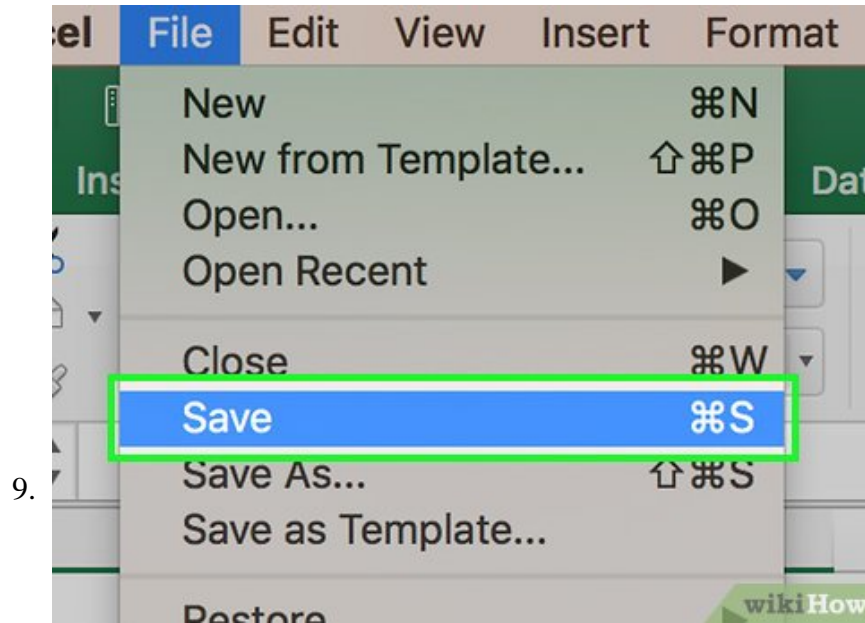 el File Edit View Insert Format
New ⌘N
Ins New from Template... ⇧⌘P Dat
Open... ⌘O
Open Recent ▶
Close ⌘W
Save ⌘S
9. Save As... ⇧⌘S
Save as Template...
Restore
wikiHow